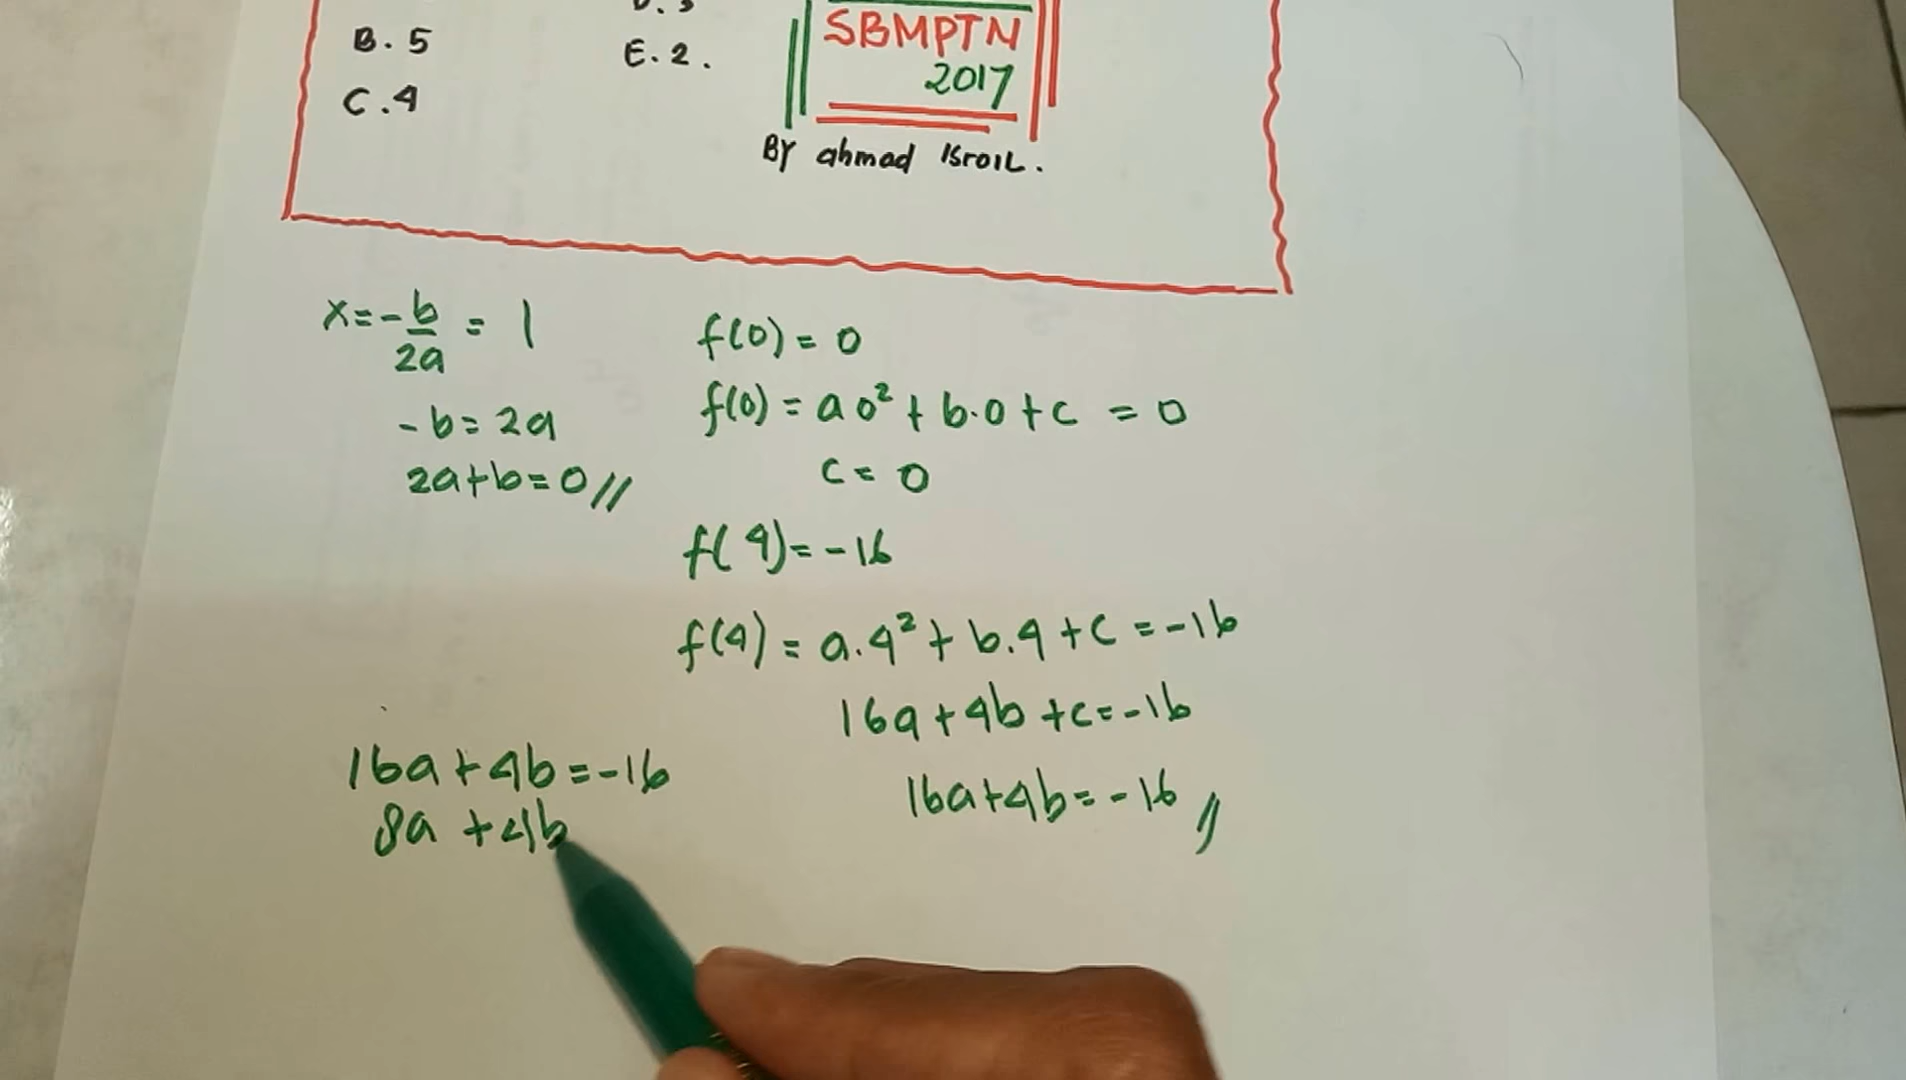 B. 5
E. 2.
C. 4
SBMPTN
2017
BY ahmad ISroIL.
x = -b/2a = 1
-b = 2a
2a+b=0 //
f(0) = 0
f(0) = a0² + b.0 + c = 0
c = 0
f(4) = -16
f(4) = a.4² + b.4 + c = -16
16a + 4b + c = -16
16a+4b = -16 //
16a + 4b = -16
8a + 4b